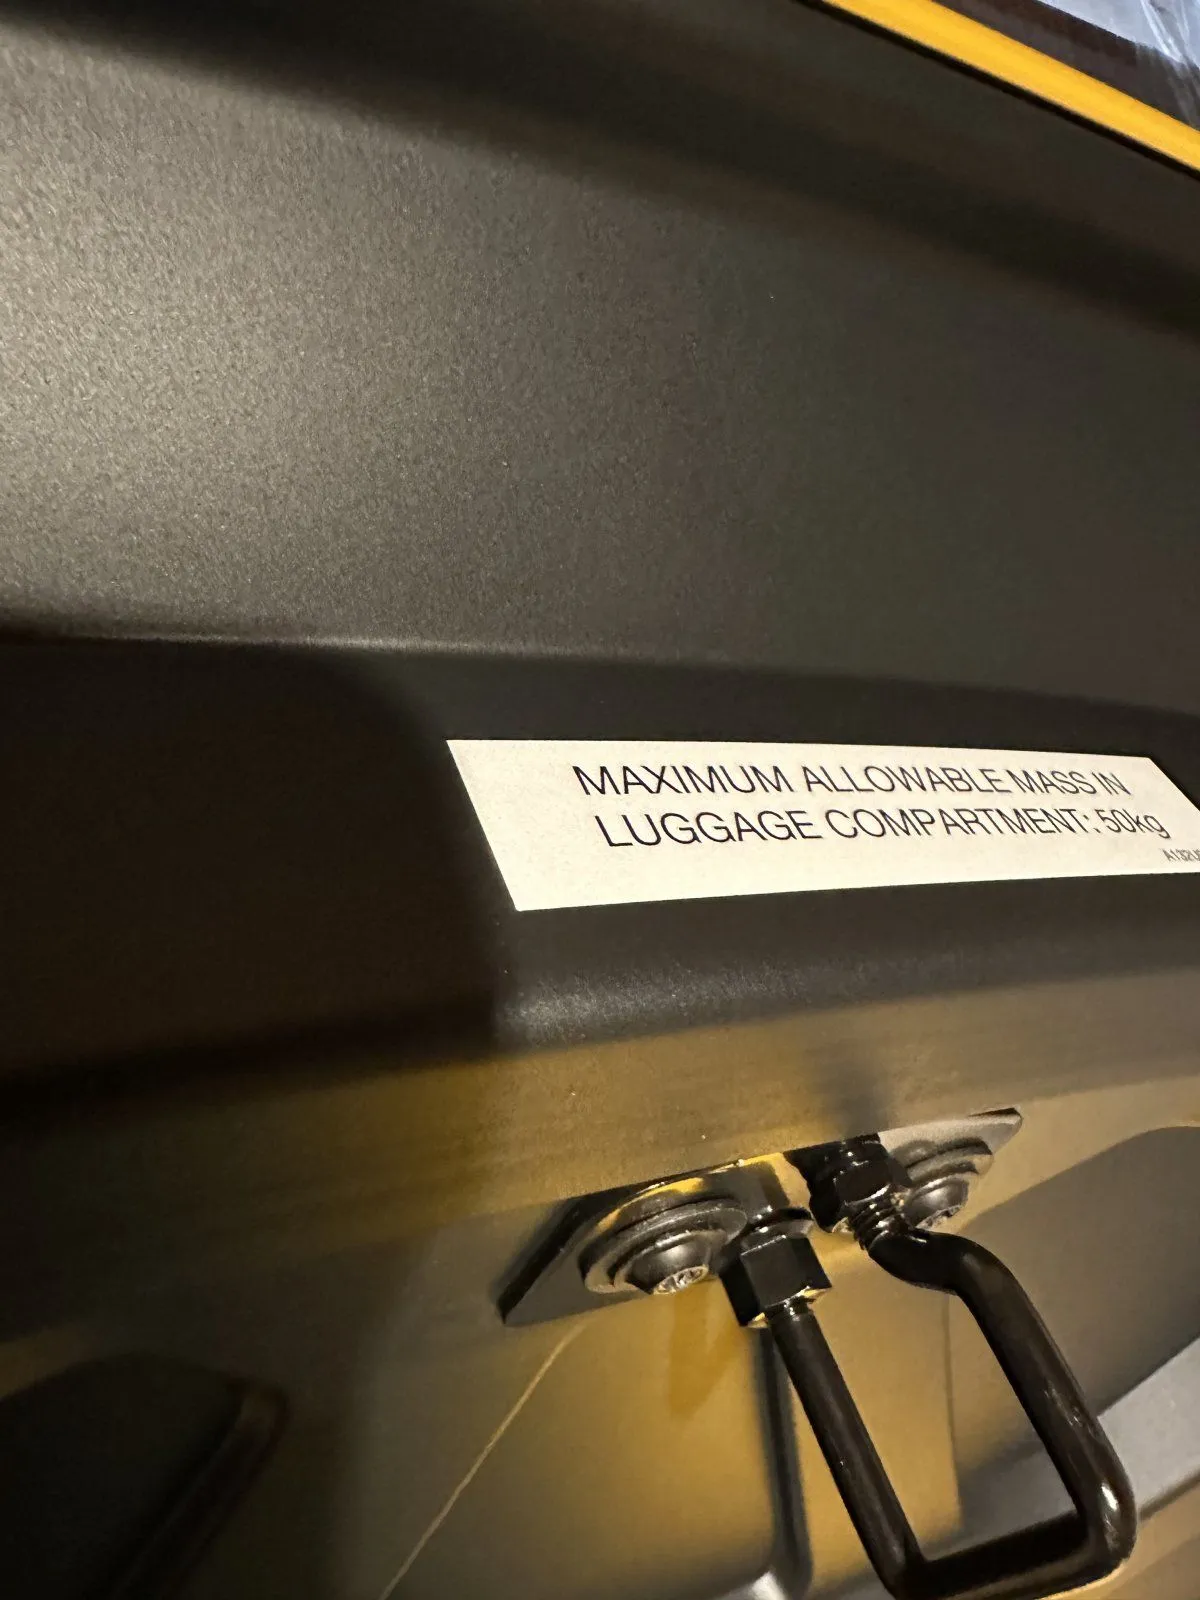 MAXIMUM ALLOWABLE MASS IN
LUGGAGE COMPARTMENT: 50kg